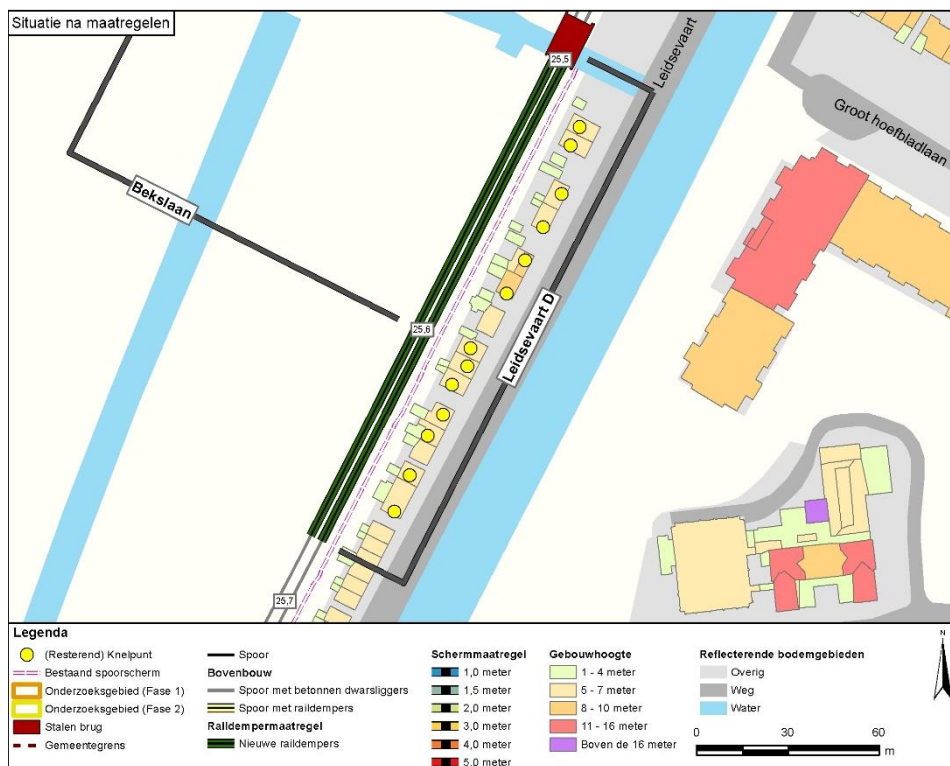 Situatie na maatregelen
25,5
Leidsevaart
Groot hoefbladlaan
Bekslaan
25,6
Leidsevaart D
25,7
Legenda
(Resterend) Knelpunt
Bestaand spoorscherm
Onderzoeksgebied (Fase 1)
Onderzoeksgebied (Fase 2)
Stalen brug
Gemeentegrens
Spoor
Bovenbouw
Spoor met betonnen dwarsliggers
Spoor met raildempers
Raildempermaatregel
Nieuwe raildempers
Schermmaatregel
1,0 meter
1,5 meter
2,0 meter
3,0 meter
4,0 meter
5,0 meter
Gebouwhoogte
1 - 4 meter
5 - 7 meter
8 - 10 meter
11 - 16 meter
Boven de 16 meter
Reflecterende bodemgebieden
Overig
Weg
Water
N
0 30 60
m